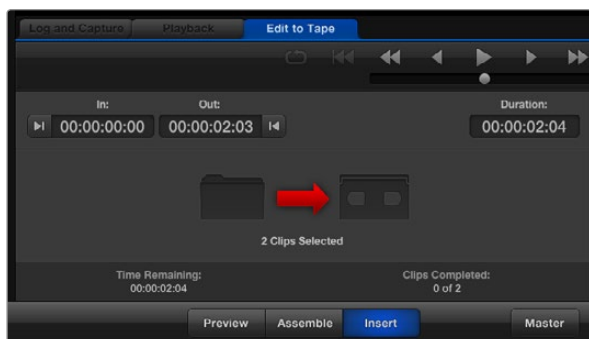 Log and Capture Playback Edit to Tape
In: Out: Duration:
00:00:00:00 00:00:02:03 00:00:02:04
2 Clips Selected
Time Remaining: Clips Completed:
00:00:02:04 0 of 2
Preview Assemble Insert Master